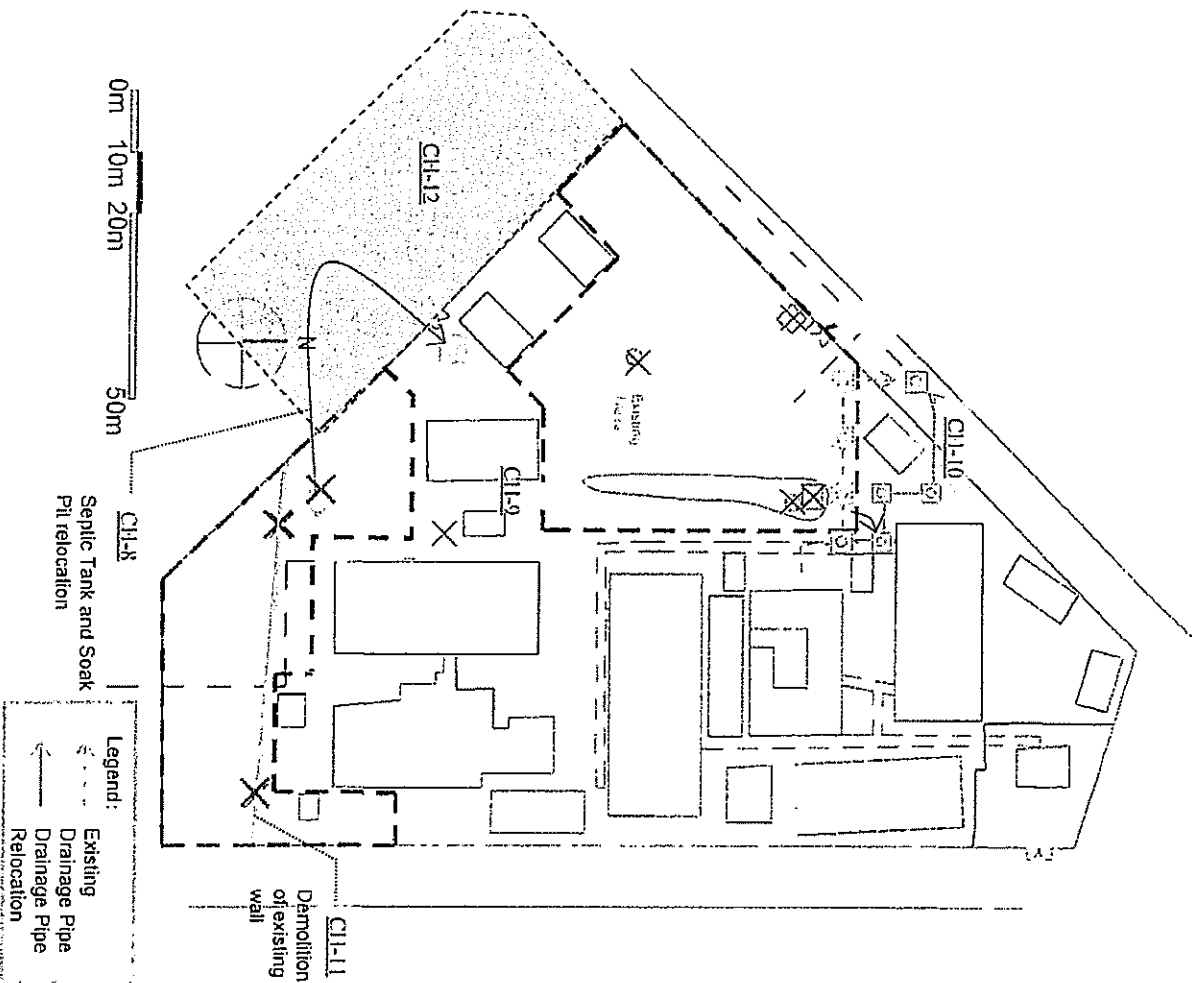 CH-12
CH-10
Existing
CH-9
N
0m 10m 20m 50m
CH-8
Septic Tank and Soak
Pit relocation
CH-11
Demolition
of existing
wall
Legend:
Existing
Drainage Pipe
Drainage Pipe
Relocation